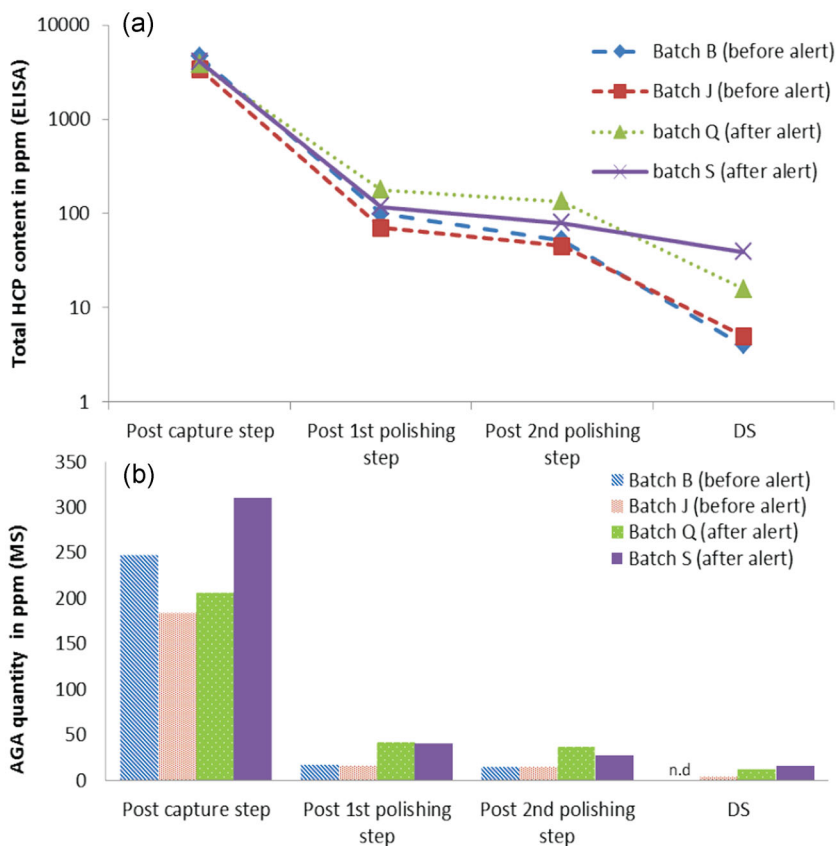 (a)
Total HCP content in ppm (ELISA)
10000
1000
100
10
1
Batch B (before alert)
Batch J (before alert)
batch Q (after alert)
batch S (after alert)
Post capture step
Post 1st polishing
step
Post 2nd polishing
step
DS
(b)
AGA quantity in ppm (MS)
350
300
250
200
150
100
50
0
Batch B (before alert)
Batch J (before alert)
Batch Q (after alert)
Batch S (after alert)
n.d
Post capture step
Post 1st polishing
step
Post 2nd polishing
step
DS